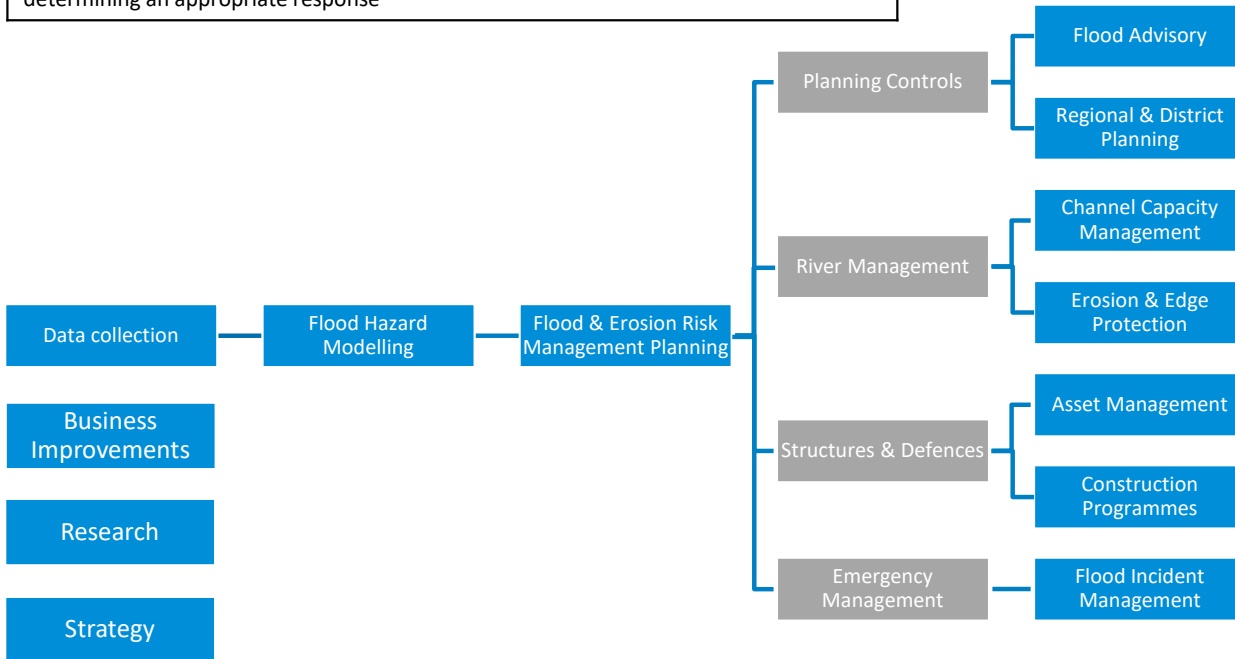 determining an appropriate response
Flood Advisory
Planning Controls
Regional & District
Planning
Channel Capacity
Management
River Management
Erosion & Edge
Protection
Data collection
Flood Hazard
Modelling
Flood & Erosion Risk
Management Planning
Business
Improvements
Asset Management
Structures & Defences
Construction
Programmes
Research
Emergency
Management
Flood Incident
Management
Strategy